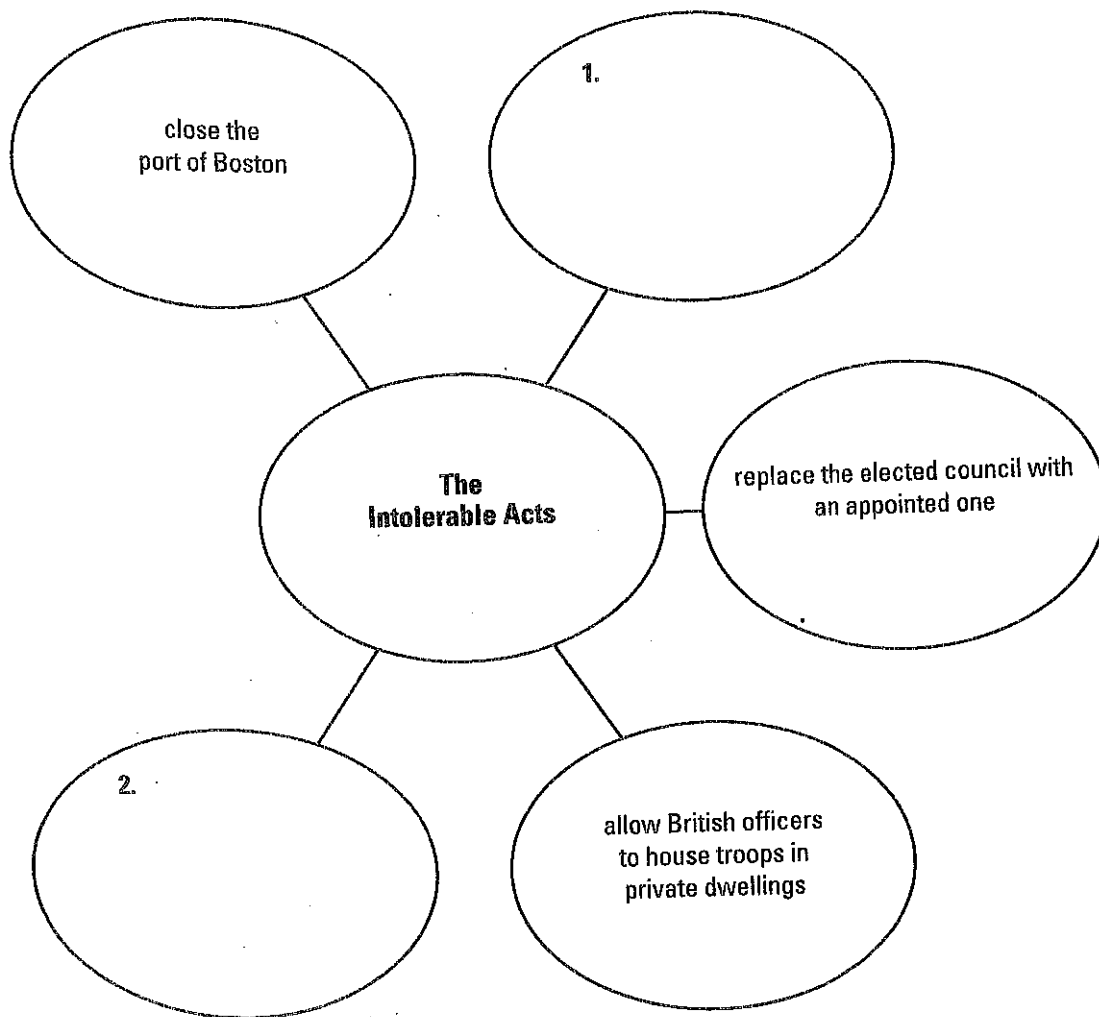 close the
port of Boston
1.
The
Intolerable Acts
replace the elected council with
an appointed one
2.
allow British officers
to house troops in
private dwellings